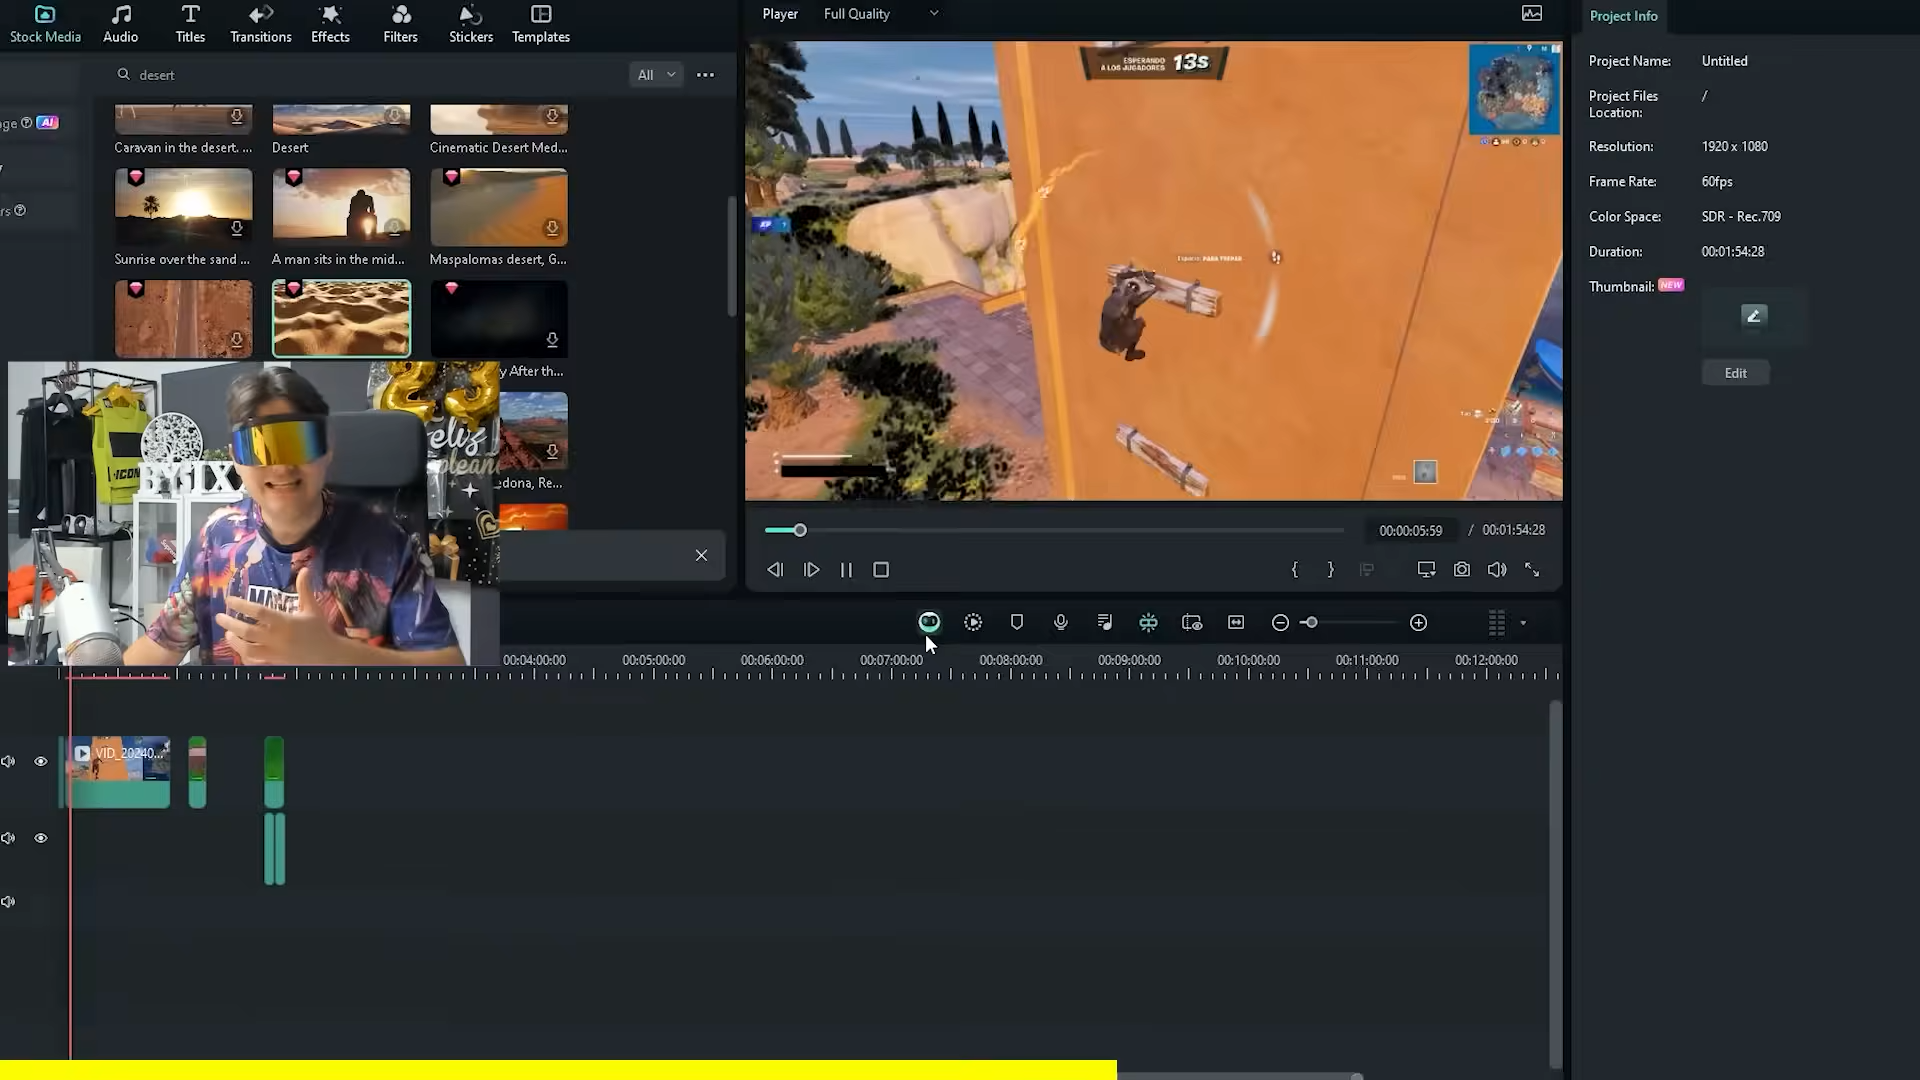 Stock Media
Audio
Titles
Transitions
Effects
Filters
Stickers
Templates
Player
Full Quality
Project Info
desert
All
Caravan in the desert. ...
Desert
Cinematic Desert Med...
AI
Sunrise over the sand ...
A man sits in the mid...
Maspalomas desert, G...
y After th...
edona, Re...
ESPERANDO
A LOS JUGADORES
13s
XP
Project Name:
Untitled
Project Files
Location:
/
Resolution:
1920 x 1080
Frame Rate:
60fps
Color Space:
SDR - Rec.709
Duration:
00:01:54:28
Thumbnail:
NEW
Edit
23
00:00:05:59
/
00:01:54:28
00:04:00:00
00:05:00:00
00:06:00:00
00:07:00:00
00:08:00:00
00:09:00:00
00:10:00:00
00:11:00:00
00:12:00:00
VID_20240...